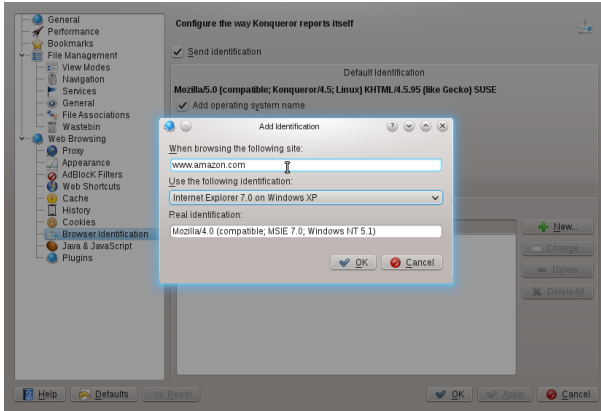 General
Performance
Bookmarks
File Management
View Modes
Navigation
Services
General
File Associations
Wastebin
Web Browsing
Proxy
Appearance
AdBlocK Filters
Web Shortcuts
Cache
History
Cookies
Browser Identification
Java & JavaScript
Plugins
Configure the way Konqueror reports itself
Send identification
Default Identification
Mozilla/5.0 (compatible; Konqueror/4.5; Linux) KHTML/4.5.95 (like Gecko) SUSE
Add operating system name
Add Identification
When browsing the following site:
www.amazon.com
Use the following identification:
Internet Explorer 7.0 on Windows XP
Real identification:
Mozilla/4.0 (compatible; MSIE 7.0; Windows NT 5.1)
OK
Cancel
New...
Change...
Delete
Delete All
Help
Defaults
Reset
OK
Apply
Cancel